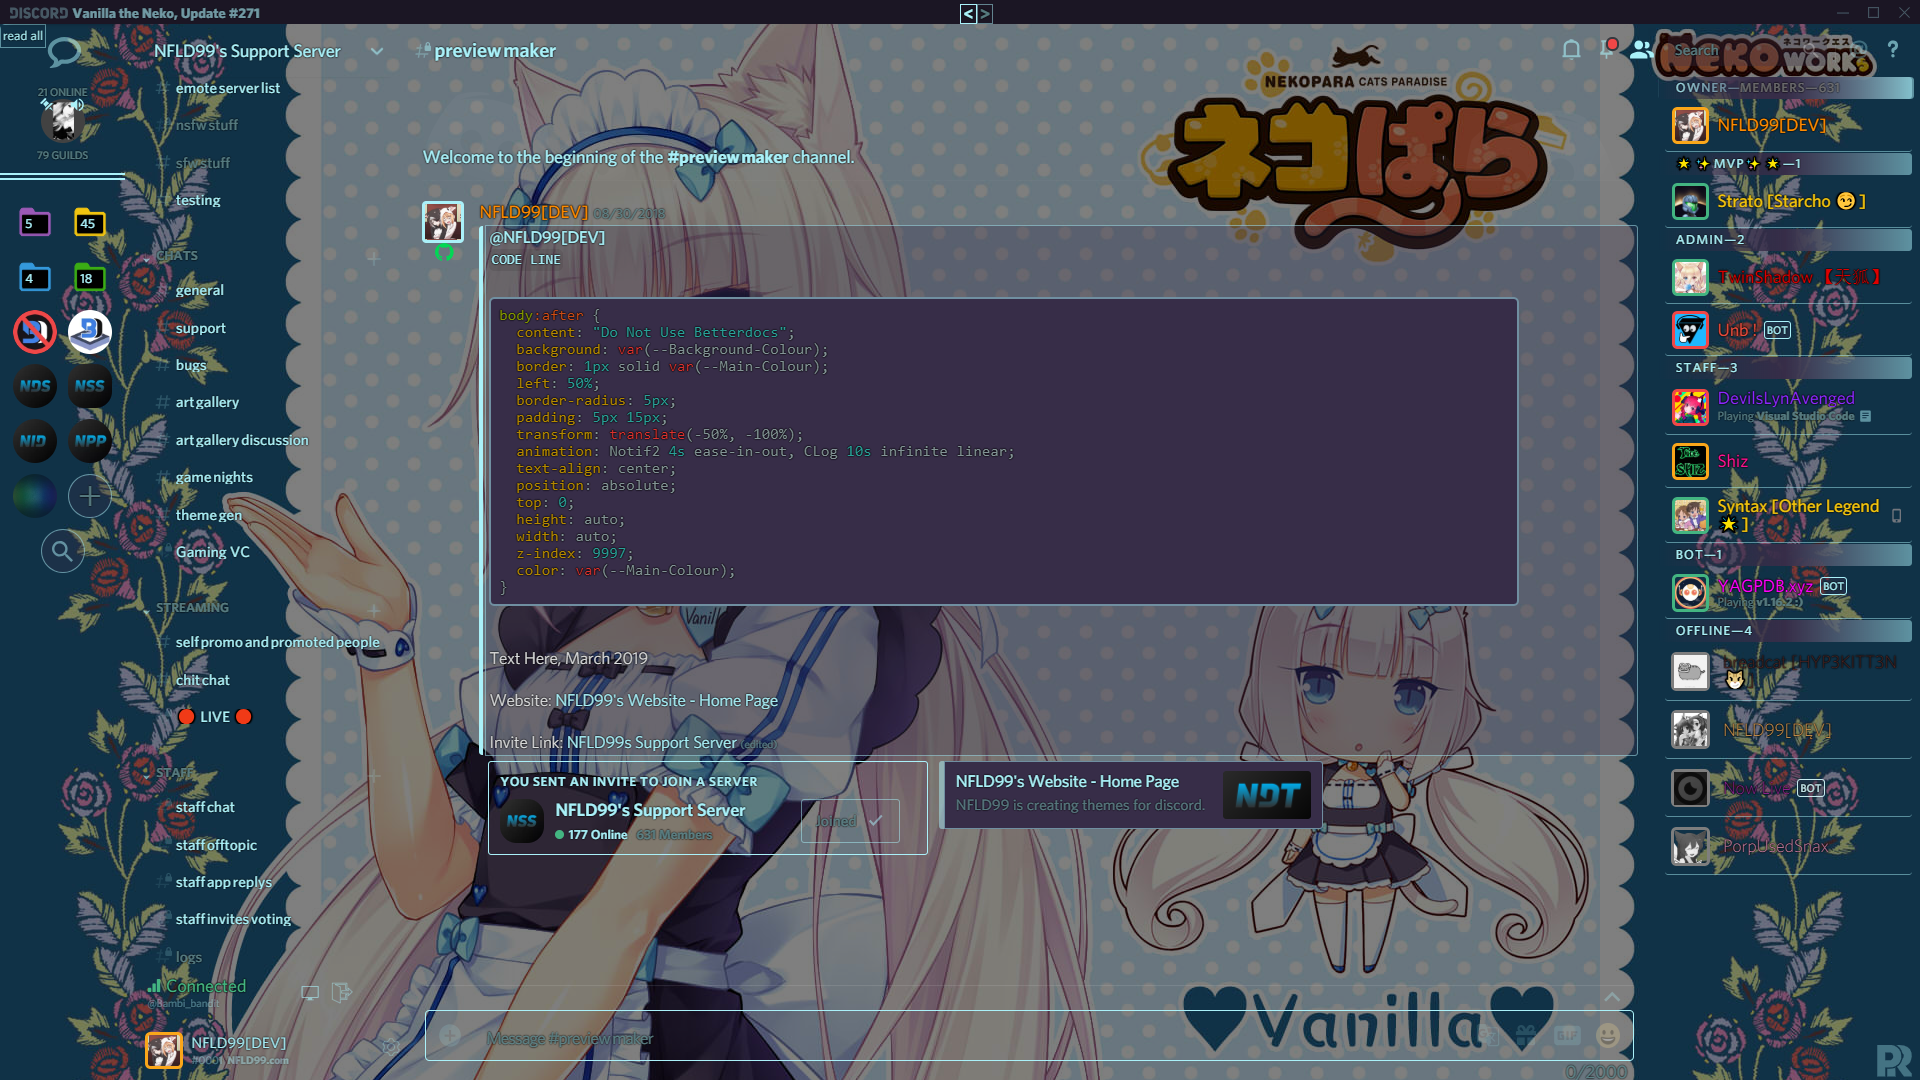 DISCORD Vanilla the Neko, Update #271
< >
read all
21 ONLINE
79 GUILDS
5
45
4
18
NDS
NSS
NID
NPP
NFLD99's Support Server
emote server list
nsfw stuff
sfw stuff
testing
CHATS
general
support
bugs
art gallery
art gallery discussion
game nights
theme gen
Gaming VC
STREAMING
self promo and promoted people
chit chat
LIVE
STAFF
staff chat
staff offtopic
staff app replys
staff invites voting
logs
Connected
@Bambi_bandit
NFLD99[DEV]
#0001 NFLD99.com
# preview maker
Search
?
NEKO WORKs
ネコワークス
NEKOPARA CATS PARADISE
ネコぱら
Welcome to the beginning of the #preview maker channel.
NFLD99[DEV] 08/30/2018
@NFLD99[DEV]
CODE LINE
body:after {
content: "Do Not Use Betterdocs";
background: var(--Background-Colour);
border: 1px solid var(--Main-Colour);
left: 50%;
border-radius: 5px;
padding: 5px 15px;
transform: translate(-50%, -100%);
animation: Notif2 4s ease-in-out, CLog 10s infinite linear;
text-align: center;
position: absolute;
top: 0;
height: auto;
width: auto;
z-index: 9997;
color: var(--Main-Colour);
}
Vanilla
Text Here, March 2019
Website: NFLD99's Website - Home Page
Invite Link: NFLD99s Support Server (edited)
YOU SENT AN INVITE TO JOIN A SERVER
NSS
NFLD99's Support Server
177 Online 631 Members
Joined
NFLD99's Website - Home Page
NFLD99 is creating themes for discord.
NDT
♥Vanilla♥
Message #preview maker
GIF
0/2000
OWNER—MEMBERS—631
NFLD99[DEV]
MVP—1
Strato [Starcho 😏 ]
ADMIN—2
TwinShadow【天狐】
Unb ! BOT
STAFF—3
DevilsLynAvenged
Playing Visual Studio Code
The SHIZ
Shiz
Syntax [Other Legend
⭐ ]
BOT—1
YAGPDB.xyz BOT
Playing v1.16.2 :)
OFFLINE—4
NFLD99[DEV]
BOT
PorpUsedSnax
PR